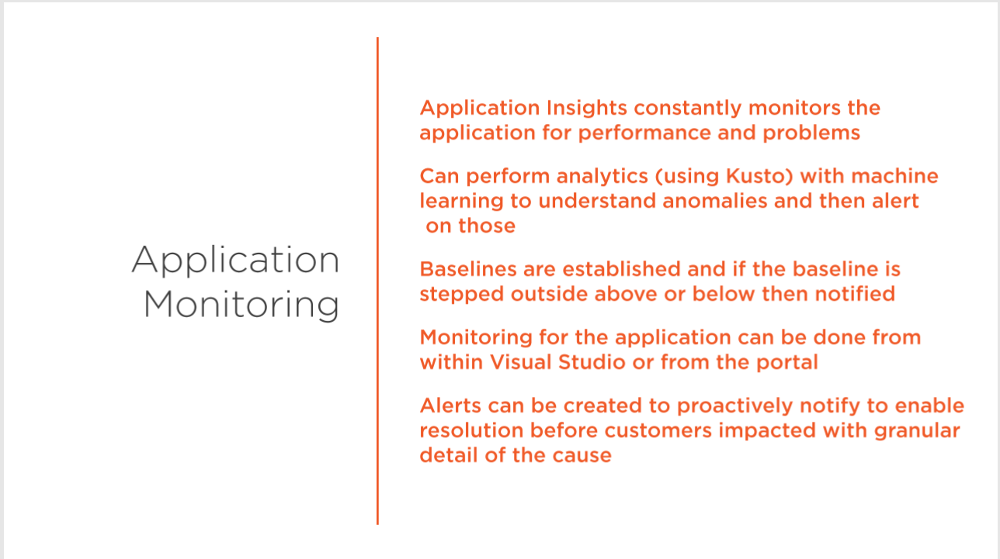 Application
Monitoring
Application Insights constantly monitors the
application for performance and problems
Can perform analytics (using Kusto) with machine
learning to understand anomalies and then alert
on those
Baselines are established and if the baseline is
stepped outside above or below then notified
Monitoring for the application can be done from
within Visual Studio or from the portal
Alerts can be created to proactively notify to enable
resolution before customers impacted with granular
detail of the cause